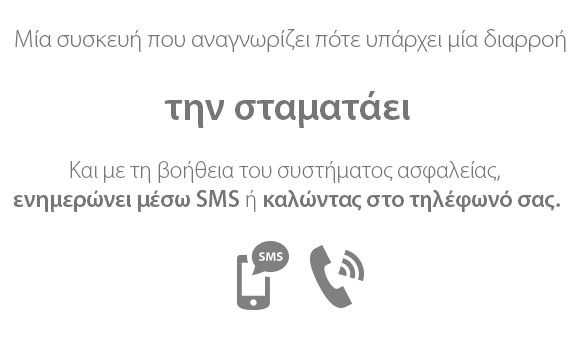 Μία συσκευή που αναγνωρίζει πότε υπάρχει μία διαρροή
την σταματάει
Και με τη βοήθεια του συστήματος ασφαλείας,
ενημερώνει μέσω SMS ή καλώντας στο τηλέφωνό σας.
SMS